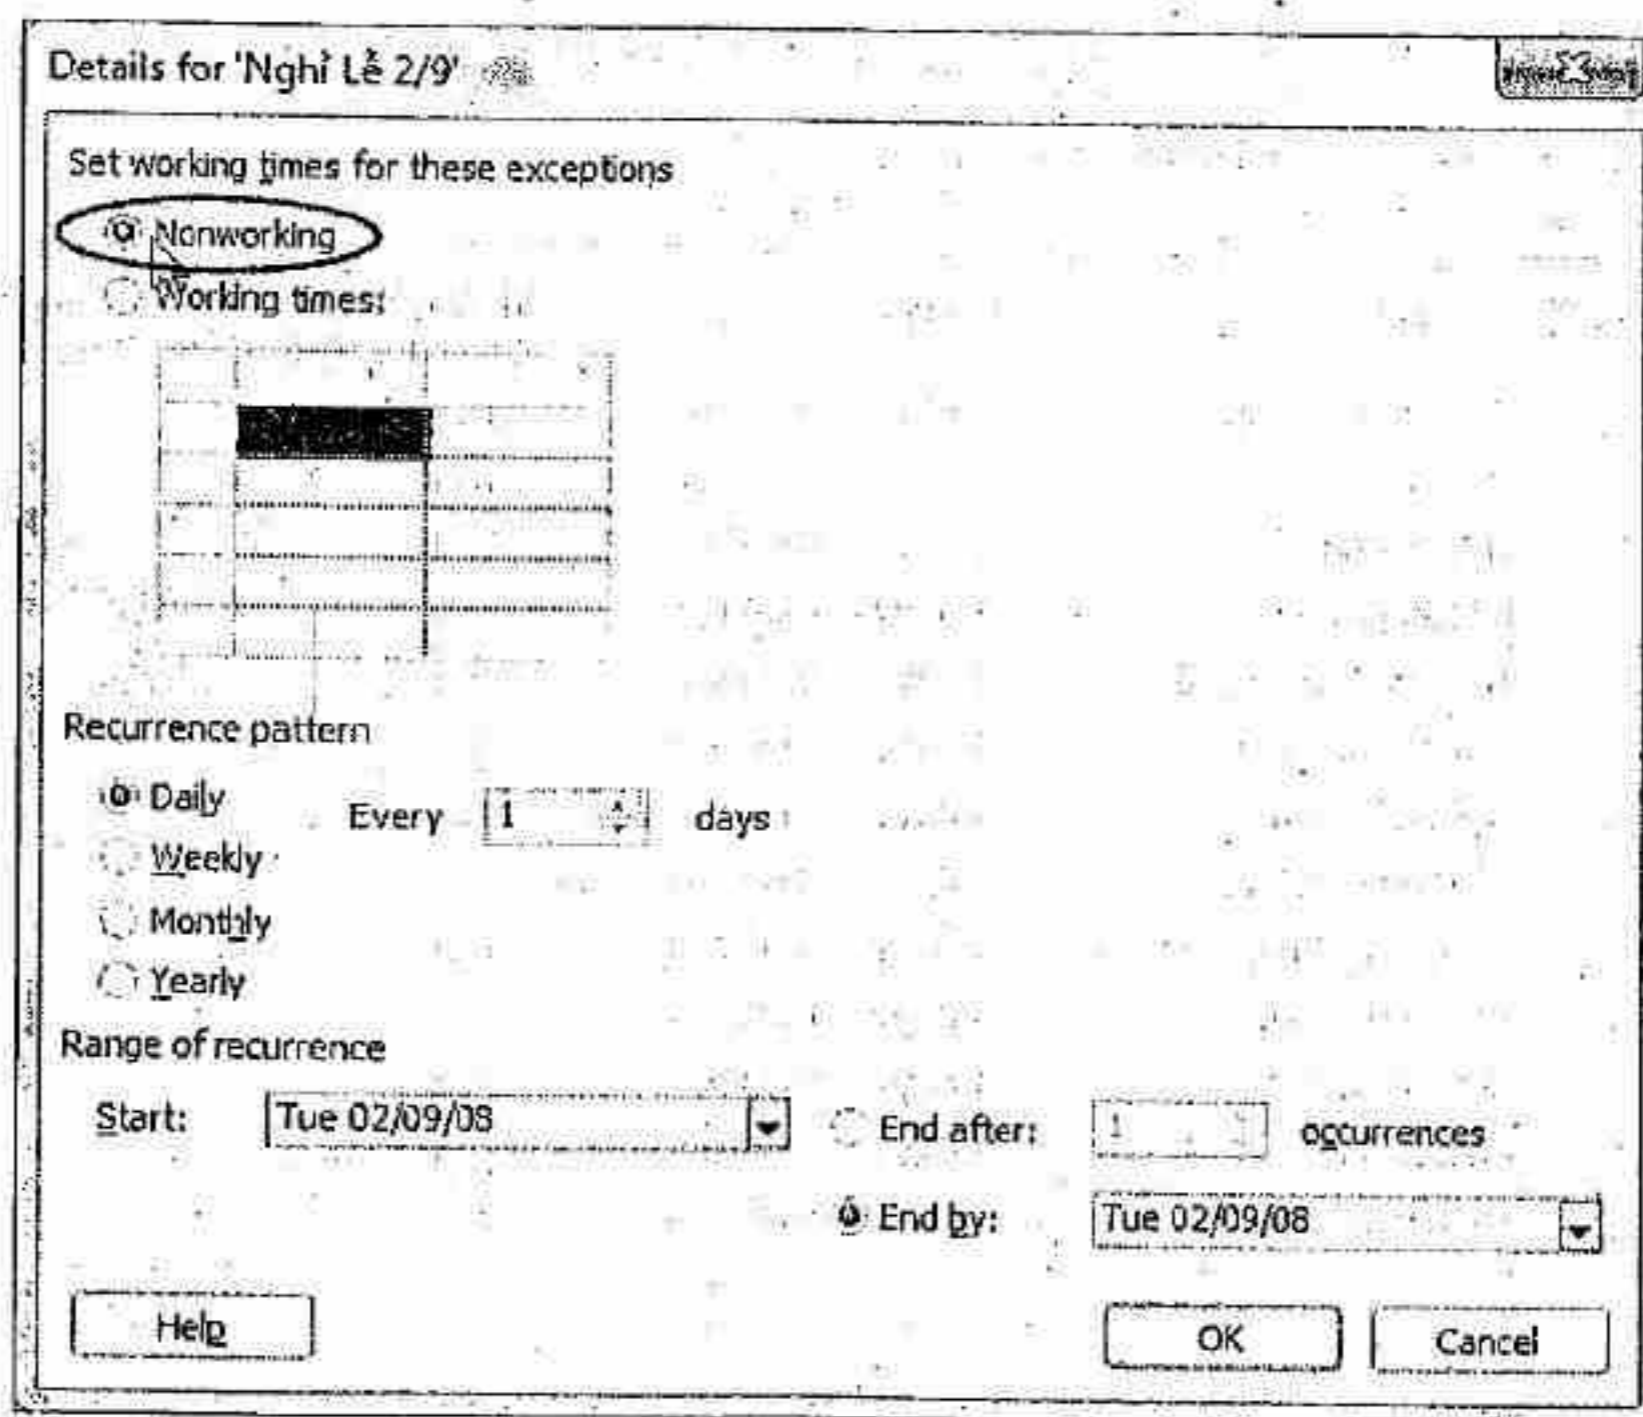 Details for 'Nghỉ Lễ 2/9'
Set working times for these exceptions
Nonworking
Working times:
Recurrence pattern
Daily
Every 1 days
Weekly
Monthly
Yearly
Range of recurrence
Start: Tue 02/09/08 End after: 1 occurrences
End by: Tue 02/09/08
Help OK Cancel